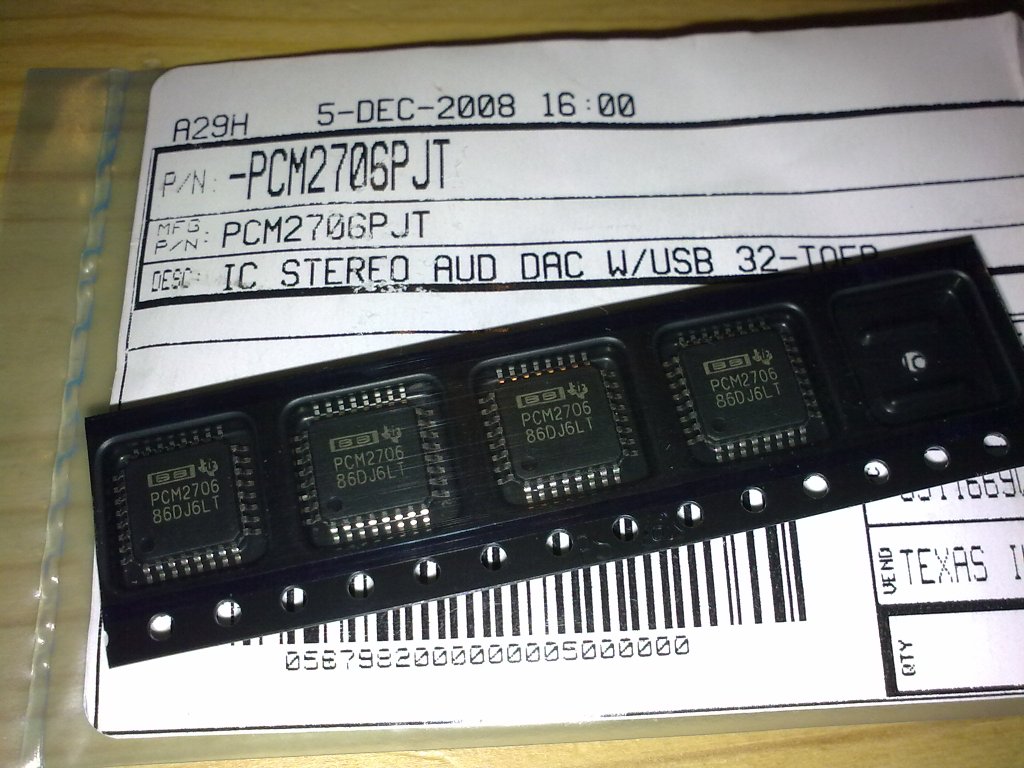 A29H 5-DEC-2008 16:00
P/N: -PCM2706PJT
MFG P/N: PCM2706PJT
DESC: IC STEREO AUD DAC W/USB 32-TQFP
PCM2706
86DJ6LT
PCM2706
86DJ6LT
PCM2706
86DJ6LT
PCM2706
86DJ6LT
VEND TEXAS
QTY